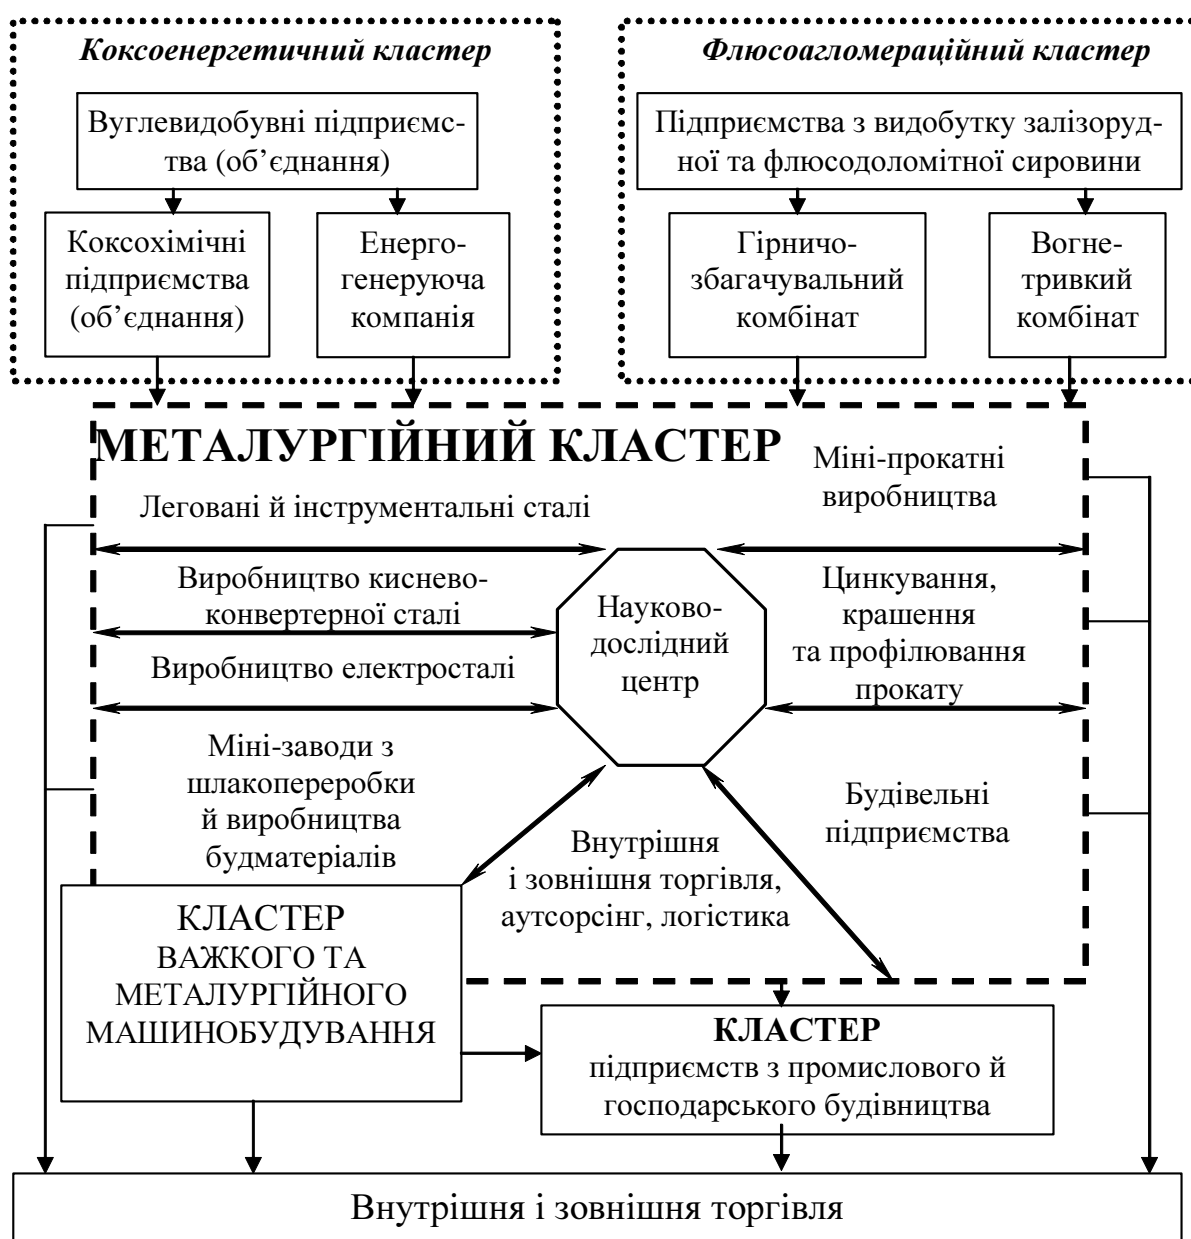 Коксоенергетичний кластер
Вуглевидобувні підприємс-
тва (об’єднання)
Коксохімічні
підприємства
(об’єднання)
Енерго-
генеруюча
компанія
Флюсоагломераційний кластер
Підприємства з видобутку залізоруд-
ної та флюсодоломітної сировини
Гірничо-
збагачувальний
комбінат
Вогне-
тривкий
комбінат
МЕТАЛУРГІЙНИЙ КЛАСТЕР
Леговані й інструментальні сталі
Виробництво киснево-
конвертерної сталі
Виробництво електросталі
Міні-заводи з
шлакопереробки
й виробництва
будматеріалів
Науково-
дослідний
центр
Міні-прокатні
виробництва
Цинкування,
крашення
та профілювання
прокату
Будівельні
підприємства
Внутрішня
і зовнішня торгівля,
аутсорсінг, логістика
КЛАСТЕР
ВАЖКОГО ТА
МЕТАЛУРГІЙНОГО
МАШИНОБУДУВАННЯ
КЛАСТЕР
підприємств з промислового й
господарського будівництва
Внутрішня і зовнішня торгівля